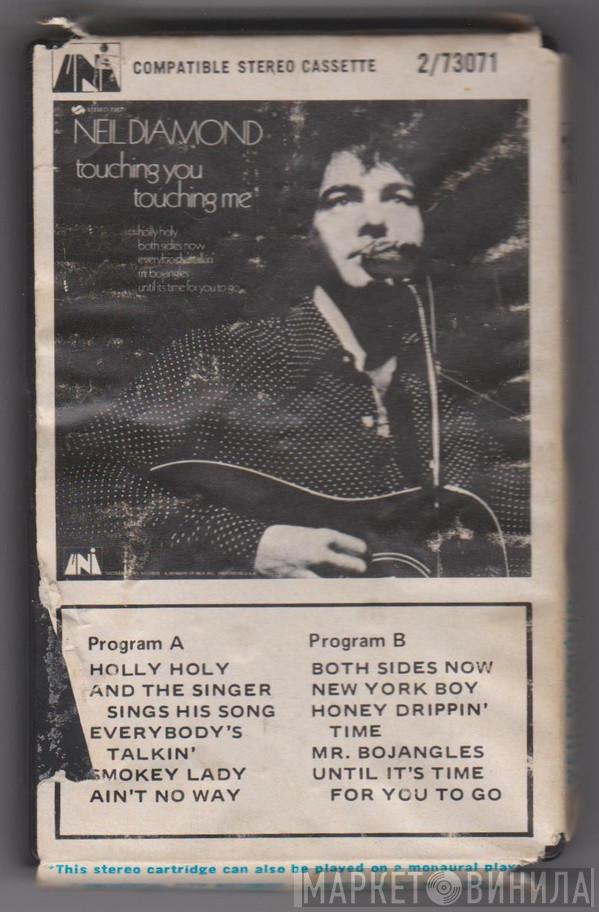 UNI COMPATIBLE STEREO CASSETTE 2/73071
NEIL DIAMOND
touching you
touching me
holly holy
both sides now
everybody's talkin'
mr. bojangles
until it's time for you to go
UNI
Program A
HOLLY HOLY
AND THE SINGER
SINGS HIS SONG
EVERYBODY'S
TALKIN'
SMOKEY LADY
AIN'T NO WAY
Program B
BOTH SIDES NOW
NEW YORK BOY
HONEY DRIPPIN'
TIME
MR. BOJANGLES
UNTIL IT'S TIME
FOR YOU TO GO
*This stereo cartridge can also be played on a monaural play
МАРКЕТ ВИНИЛА